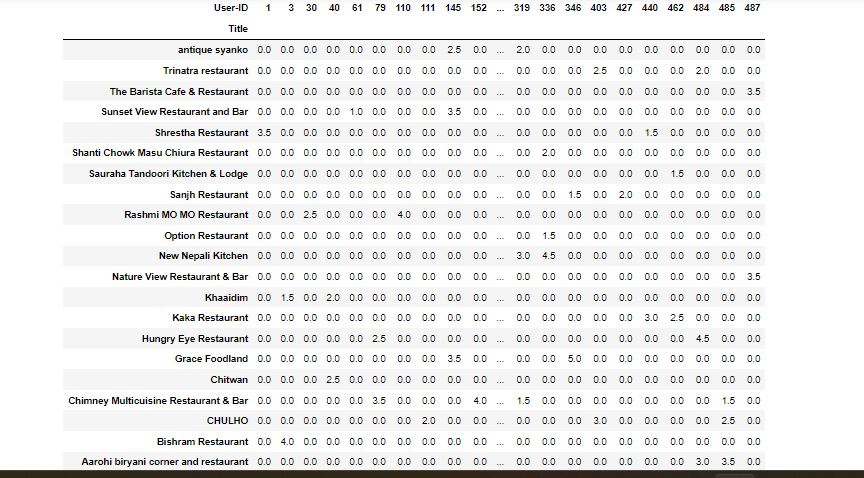 User-ID 1 3 30 40 61 79 110 111 145 152 ... 319 336 346 403 427 440 462 484 485 487
Title
antique syanko 0.0 0.0 0.0 0.0 0.0 0.0 0.0 0.0 2.5 0.0 ... 2.0 0.0 0.0 0.0 0.0 0.0 0.0 0.0 0.0 0.0
Trinatra restaurant 0.0 0.0 0.0 0.0 0.0 0.0 0.0 0.0 0.0 0.0 ... 0.0 0.0 0.0 2.5 0.0 0.0 0.0 2.0 0.0 0.0
The Barista Cafe & Restaurant 0.0 0.0 0.0 0.0 0.0 0.0 0.0 0.0 0.0 0.0 ... 0.0 0.0 0.0 0.0 0.0 0.0 0.0 0.0 0.0 3.5
Sunset View Restaurant and Bar 0.0 0.0 0.0 0.0 1.0 0.0 0.0 0.0 3.5 0.0 ... 0.0 0.0 0.0 0.0 0.0 0.0 0.0 0.0 0.0 0.0
Shrestha Restaurant 3.5 0.0 0.0 0.0 0.0 0.0 0.0 0.0 0.0 0.0 ... 0.0 0.0 0.0 0.0 0.0 1.5 0.0 0.0 0.0 0.0
Shanti Chowk Masu Chiura Restaurant 0.0 0.0 0.0 0.0 0.0 0.0 0.0 0.0 0.0 0.0 ... 0.0 2.0 0.0 0.0 0.0 0.0 0.0 0.0 0.0 0.0
Sauraha Tandoori Kitchen & Lodge 0.0 0.0 0.0 0.0 0.0 0.0 0.0 0.0 0.0 0.0 ... 0.0 0.0 0.0 0.0 0.0 0.0 1.5 0.0 0.0 0.0
Sanjh Restaurant 0.0 0.0 0.0 0.0 0.0 0.0 0.0 0.0 0.0 0.0 ... 0.0 0.0 1.5 0.0 2.0 0.0 0.0 0.0 0.0 0.0
Rashmi MO MO Restaurant 0.0 0.0 2.5 0.0 0.0 0.0 4.0 0.0 0.0 0.0 ... 0.0 0.0 0.0 0.0 0.0 0.0 0.0 0.0 0.0 0.0
Option Restaurant 0.0 0.0 0.0 0.0 0.0 0.0 0.0 0.0 0.0 0.0 ... 0.0 1.5 0.0 0.0 0.0 0.0 0.0 0.0 0.0 0.0
New Nepali Kitchen 0.0 0.0 0.0 0.0 0.0 0.0 0.0 0.0 0.0 0.0 ... 3.0 4.5 0.0 0.0 0.0 0.0 0.0 0.0 0.0 0.0
Nature View Restaurant & Bar 0.0 0.0 0.0 0.0 0.0 0.0 0.0 0.0 0.0 0.0 ... 0.0 0.0 0.0 0.0 0.0 0.0 0.0 0.0 0.0 3.5
Khaaidim 0.0 1.5 0.0 2.0 0.0 0.0 0.0 0.0 0.0 0.0 ... 0.0 0.0 0.0 0.0 0.0 0.0 0.0 0.0 0.0 0.0
Kaka Restaurant 0.0 0.0 0.0 0.0 0.0 0.0 0.0 0.0 0.0 0.0 ... 0.0 0.0 0.0 0.0 0.0 3.0 2.5 0.0 0.0 0.0
Hungry Eye Restaurant 0.0 0.0 0.0 0.0 0.0 2.5 0.0 0.0 0.0 0.0 ... 0.0 0.0 0.0 0.0 0.0 0.0 0.0 4.5 0.0 0.0
Grace Foodland 0.0 0.0 0.0 0.0 0.0 0.0 0.0 0.0 3.5 0.0 ... 0.0 0.0 5.0 0.0 0.0 0.0 0.0 0.0 0.0 0.0
Chitwan 0.0 0.0 0.0 2.5 0.0 0.0 0.0 0.0 0.0 0.0 ... 0.0 0.0 0.0 0.0 0.0 0.0 0.0 0.0 0.0 0.0
Chimney Multicuisine Restaurant & Bar 0.0 0.0 0.0 0.0 0.0 3.5 0.0 0.0 0.0 4.0 ... 1.5 0.0 0.0 0.0 0.0 0.0 0.0 0.0 1.5 0.0
CHULHO 0.0 0.0 0.0 0.0 0.0 0.0 0.0 2.0 0.0 0.0 ... 0.0 0.0 0.0 3.0 0.0 0.0 0.0 0.0 2.5 0.0
Bishram Restaurant 0.0 4.0 0.0 0.0 0.0 0.0 0.0 0.0 0.0 0.0 ... 0.0 0.0 0.0 0.0 0.0 0.0 0.0 0.0 0.0 0.0
Aarohi biryani corner and restaurant 0.0 0.0 0.0 0.0 0.0 0.0 0.0 0.0 0.0 0.0 ... 0.0 0.0 0.0 0.0 0.0 0.0 0.0 3.0 3.5 0.0